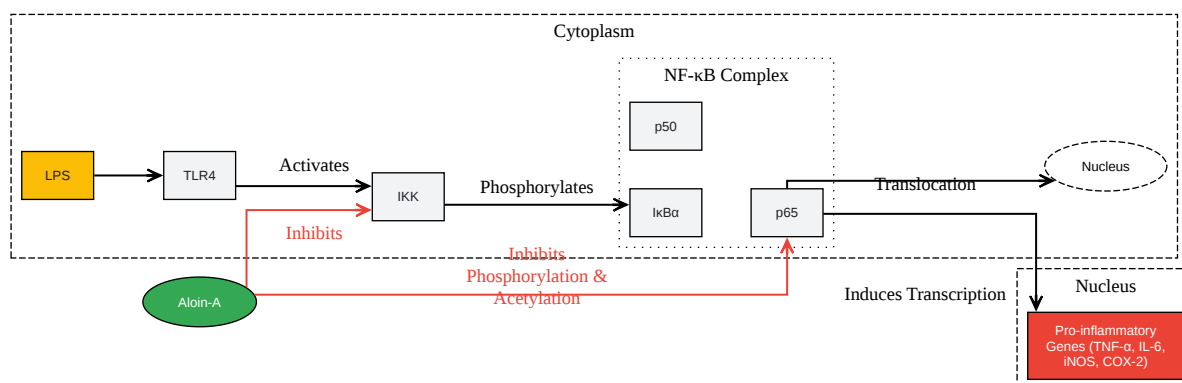 Cytoplasm
NF-κB Complex
p50
LPS
TLR4
Activates
IKK
Phosphorylates
IκBα
p65
Translocation
Nucleus
Inhibits
Inhibits
Phosphorylation &
Acetylation
Aloin-A
Induces Transcription
Nucleus
Pro-inflammatory
Genes (TNF-α, IL-6,
iNOS, COX-2)